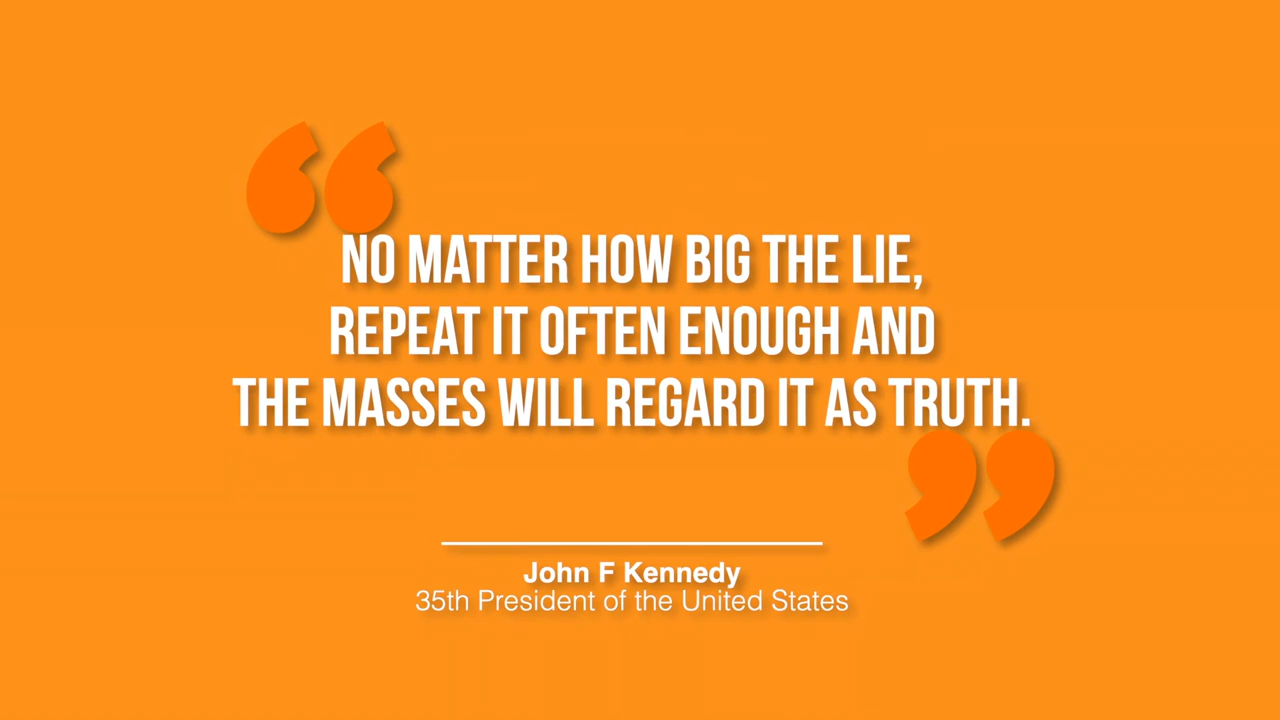 “
NO MATTER HOW BIG THE LIE,
REPEAT IT OFTEN ENOUGH AND
THE MASSES WILL REGARD IT AS TRUTH.
”
John F Kennedy
35th President of the United States